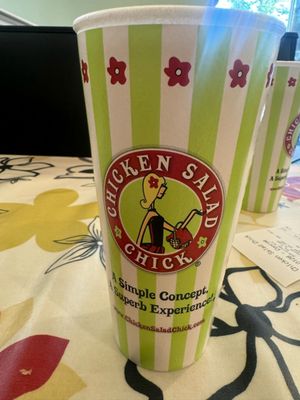 CHICKEN SALAD
CHICK
®
A Simple Concept,
A Superb Experience!
www.ChickenSaladChick.com